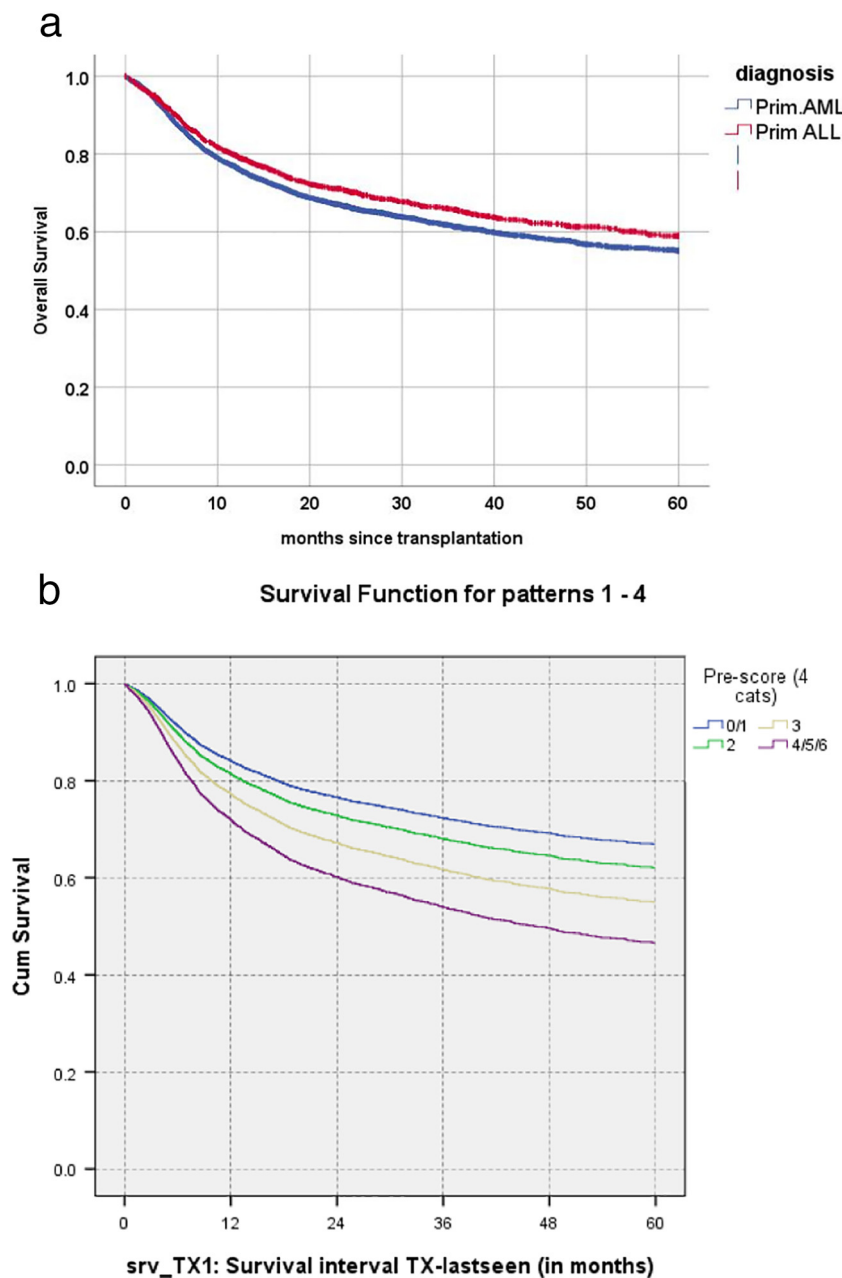 a
diagnosis
Prim.AML
Prim ALL
1.0
0.8
0.6
0.4
0.2
0.0
Overall Survival
0 10 20 30 40 50 60
months since transplantation
b
Survival Function for patterns 1 - 4
Pre-score (4
cats)
0/1 3
2 4/5/6
1.0
0.8
0.6
0.4
0.2
0.0
Cum Survival
0 12 24 36 48 60
srv_TX1: Survival interval TX-lastseen (in months)